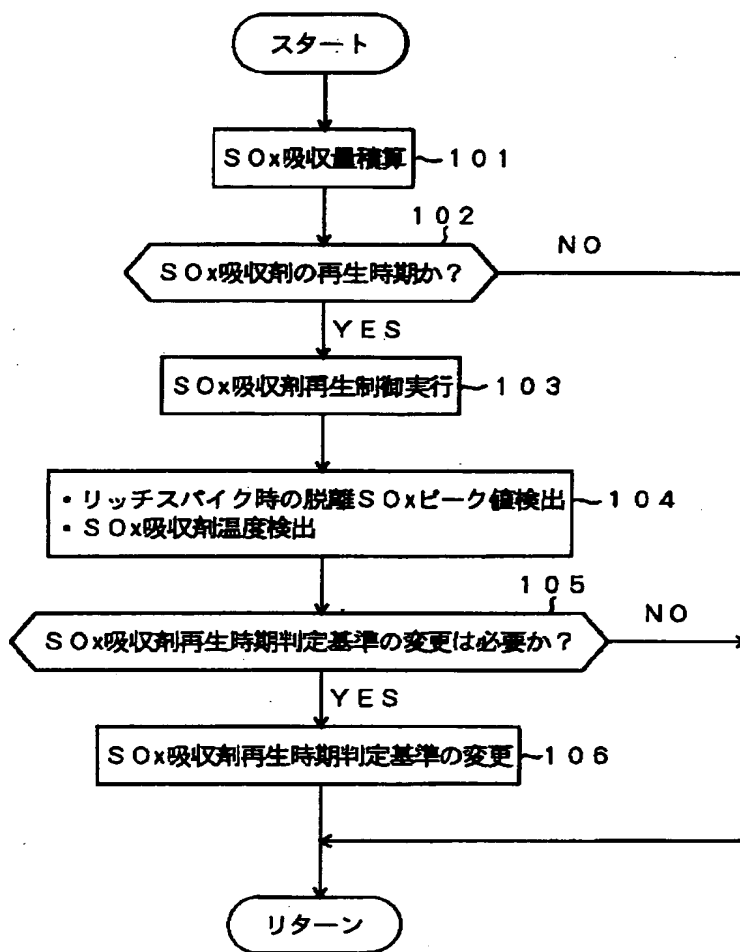 スタート
SOx吸収量積算 101
102
SOx吸収剤の再生時期か？ NO
YES
SOx吸収剤再生制御実行 103
・リッチスパイク時の脱離SOxピーク値検出
・SOx吸収剤温度検出
104
105
SOx吸収剤再生時期判定基準の変更は必要か？ NO
YES
SOx吸収剤再生時期判定基準の変更 106
リターン